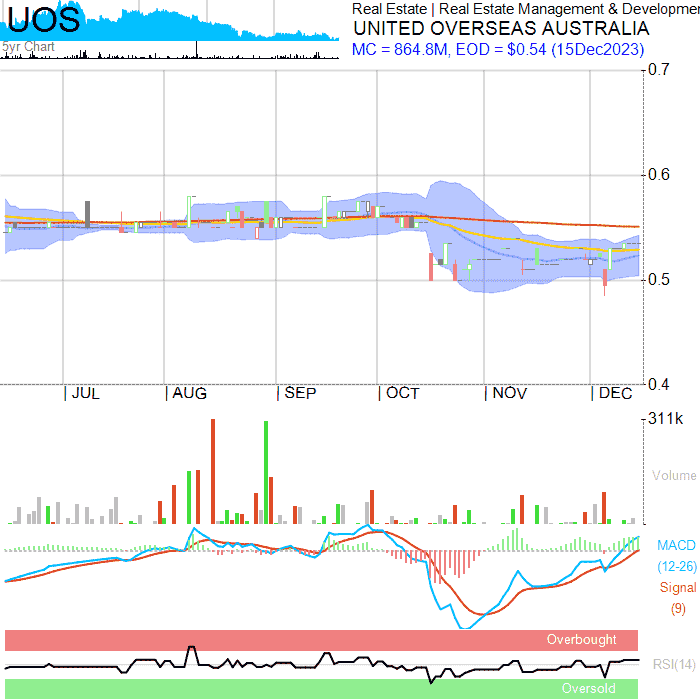 UOS
5yr Chart
Real Estate | Real Estate Management & Developmen
UNITED OVERSEAS AUSTRALIA
MC = 864.8M, EOD = $0.54 (15Dec2023)
0.7
0.6
0.5
0.4
JUL AUG SEP OCT NOV DEC
311k
Volume
MACD
(12-26)
Signal
(9)
Overbought
RSI(14)
Oversold